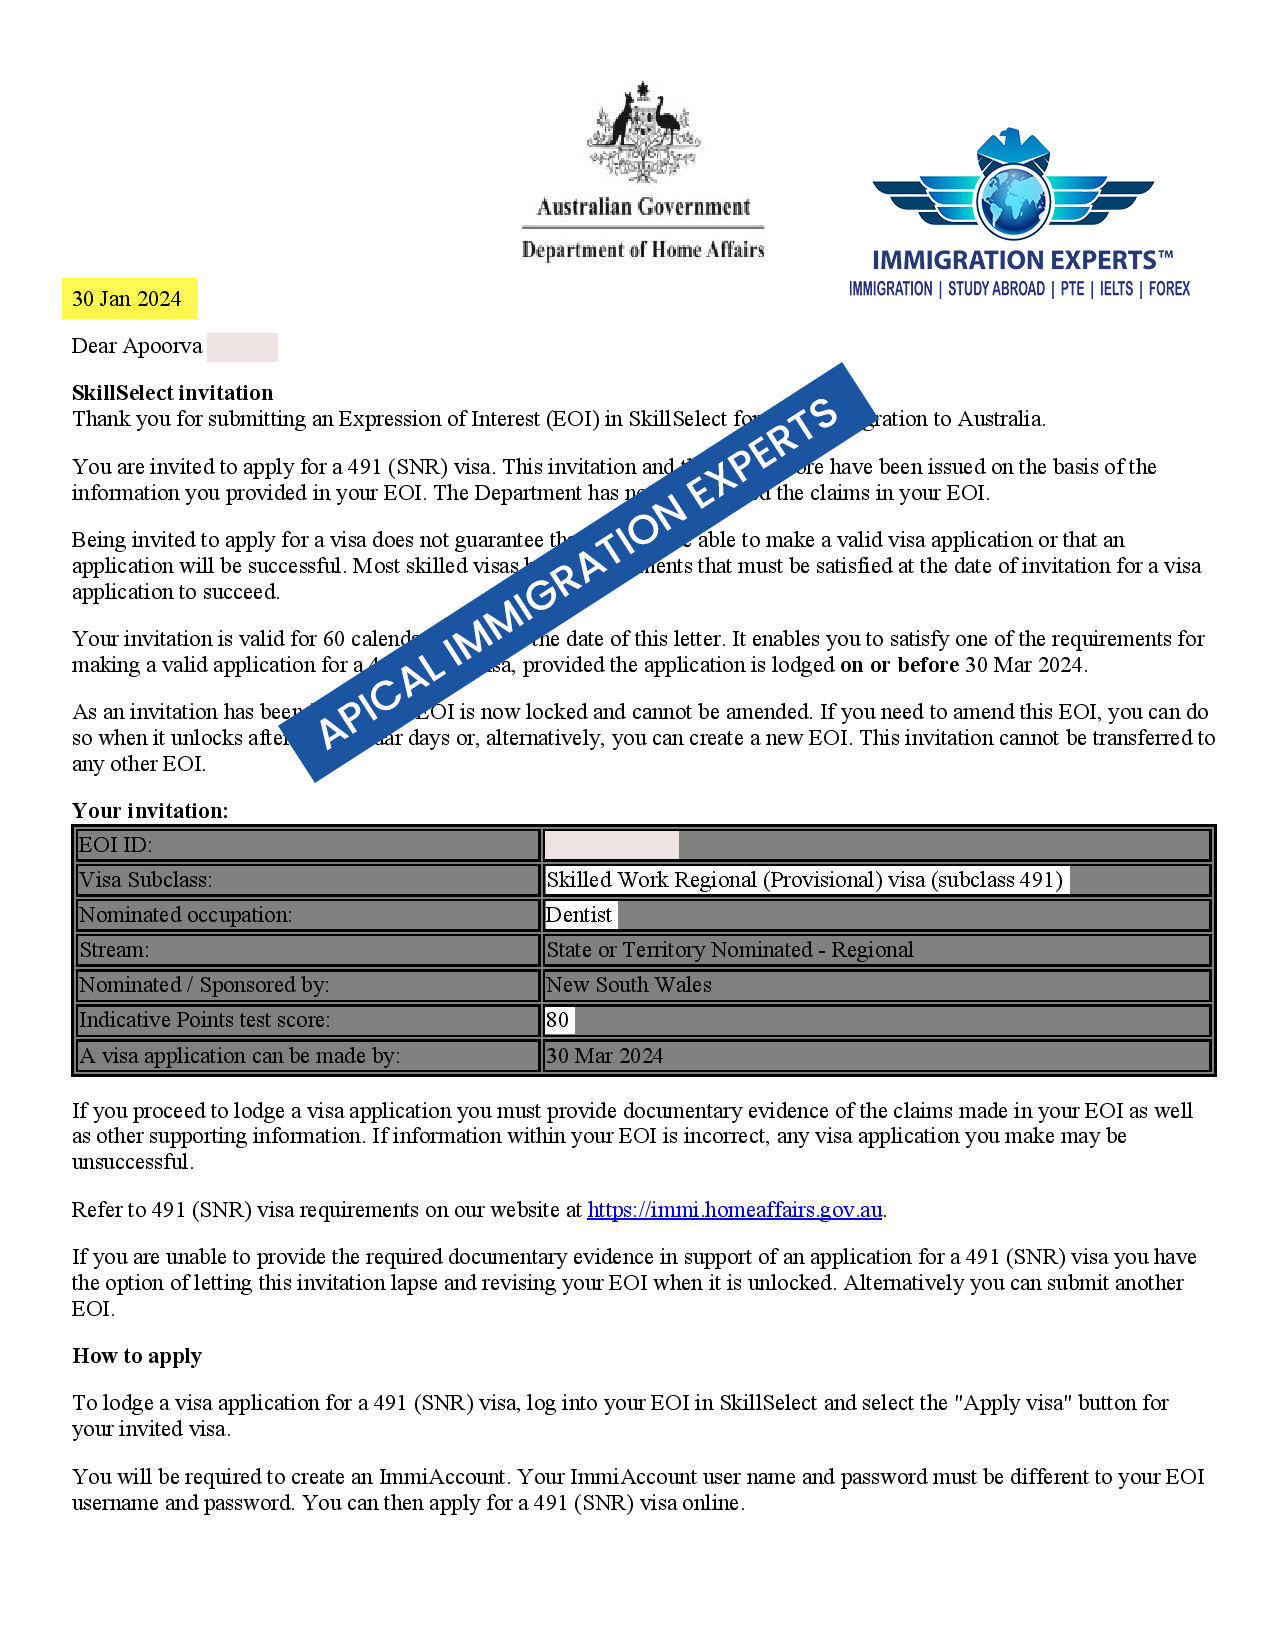 Australian Government
Department of Home Affairs
IMMIGRATION EXPERTS™
IMMIGRATION | STUDY ABROAD | PTE | IELTS | FOREX
30 Jan 2024
Dear Apoorva
SkillSelect invitation
Thank you for submitting an Expression of Interest (EOI) in SkillSelect to Australia.
You are invited to apply for a 491 (SNR) visa. This invitation and have been issued on the basis of the
information you provided in your EOI. The Department has the claims in your EOI.
Being invited to apply for a visa does not guarantee able to make a valid visa application or that an
application will be successful. Most skilled visas that must be satisfied at the date of invitation for a visa
application to succeed.
Your invitation is valid for 60 the date of this letter. It enables you to satisfy one of the requirements for
making a valid application for a provided the application is lodged on or before 30 Mar 2024.
As an invitation has been EOI is now locked and cannot be amended. If you need to amend this EOI, you can do
so when it unlocks days or, alternatively, you can create a new EOI. This invitation cannot be transferred to
any other EOI.
APICAL IMMIGRATION EXPERTS
Your invitation:
EOI ID:
Visa Subclass: Skilled Work Regional (Provisional) visa (subclass 491)
Nominated occupation: Dentist
Stream: State or Territory Nominated - Regional
Nominated / Sponsored by: New South Wales
Indicative Points test score: 80
A visa application can be made by: 30 Mar 2024
If you proceed to lodge a visa application you must provide documentary evidence of the claims made in your EOI as well
as other supporting information. If information within your EOI is incorrect, any visa application you make may be
unsuccessful.
Refer to 491 (SNR) visa requirements on our website at https://immi.homeaffairs.gov.au.
If you are unable to provide the required documentary evidence in support of an application for a 491 (SNR) visa you have
the option of letting this invitation lapse and revising your EOI when it is unlocked. Alternatively you can submit another
EOI.
How to apply
To lodge a visa application for a 491 (SNR) visa, log into your EOI in SkillSelect and select the "Apply visa" button for
your invited visa.
You will be required to create an ImmiAccount. Your ImmiAccount user name and password must be different to your EOI
username and password. You can then apply for a 491 (SNR) visa online.